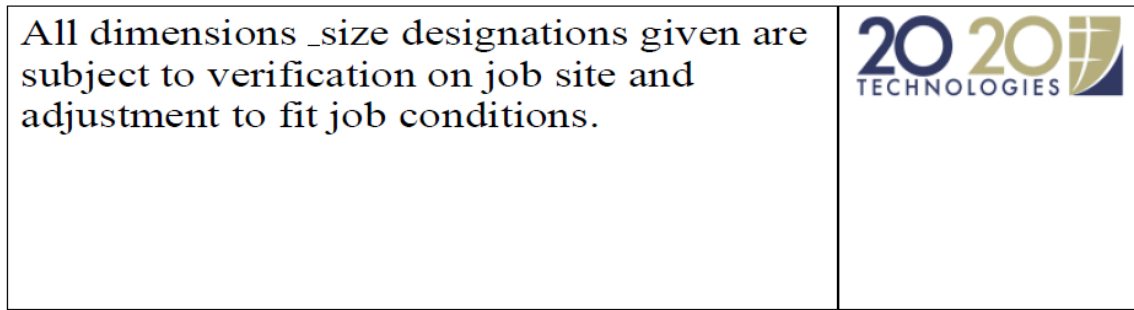 All dimensions _size designations given are
subject to verification on job site and
adjustment to fit job conditions.
20 20
TECHNOLOGIES